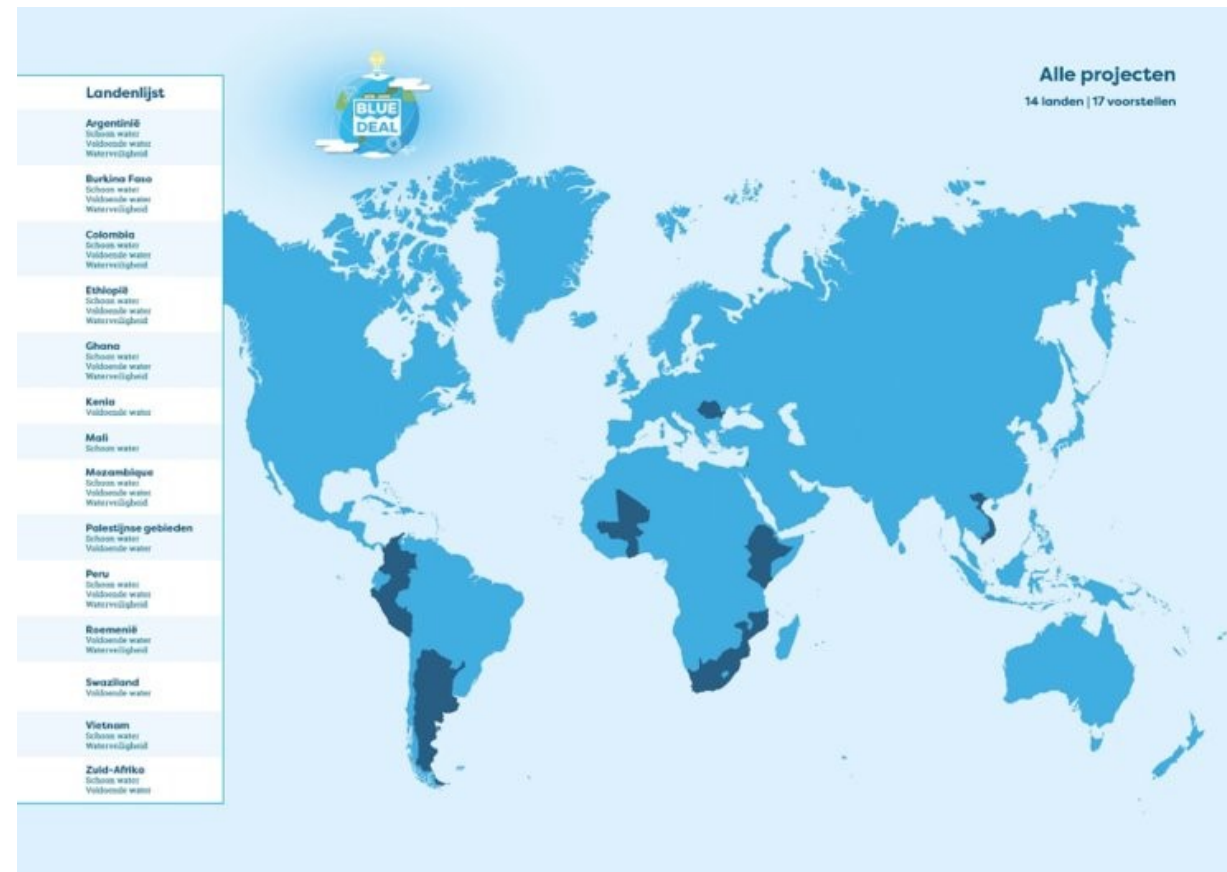 Landenlijst
Argentinië
Schoon water
Voldoende water
Waterveiligheid
Burkina Faso
Schoon water
Voldoende water
Waterveiligheid
Colombia
Schoon water
Voldoende water
Waterveiligheid
Ethiopië
Schoon water
Voldoende water
Waterveiligheid
Ghana
Schoon water
Voldoende water
Waterveiligheid
Kenia
Voldoende water
Mali
Schoon water
Mozambique
Schoon water
Voldoende water
Waterveiligheid
Palestijnse gebieden
Schoon water
Voldoende water
Peru
Schoon water
Voldoende water
Waterveiligheid
Roemenië
Voldoende water
Waterveiligheid
Swaziland
Voldoende water
Vietnam
Schoon water
Waterveiligheid
Zuid-Afrika
Schoon water
Voldoende water
BLUE
DEAL
Alle projecten
14 landen | 17 voorstellen